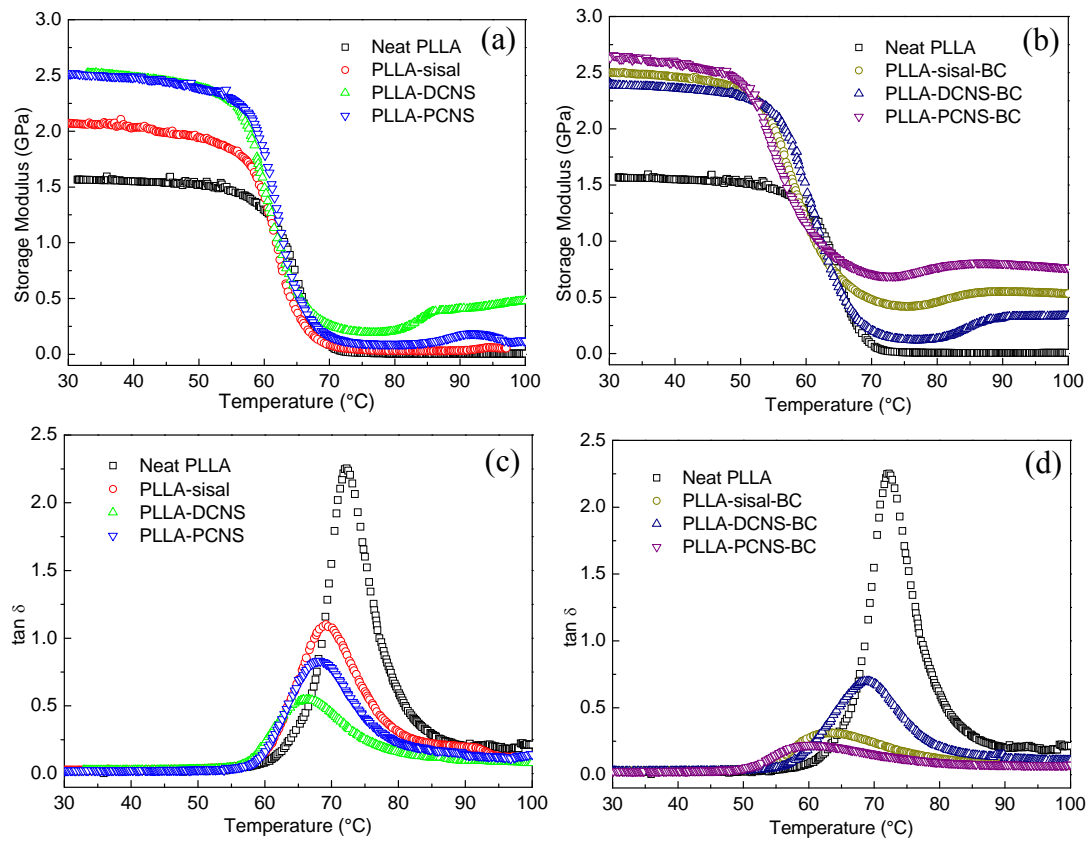 (a)
Neat PLLA
PLLA-sisal
PLLA-DCNS
PLLA-PCNS
Storage Modulus (GPa)
3.0
2.5
2.0
1.5
1.0
0.5
0.0
30 40 50 60 70 80 90 100
Temperature (°C)
(b)
Neat PLLA
PLLA-sisal-BC
PLLA-DCNS-BC
PLLA-PCNS-BC
Storage Modulus (GPa)
3.0
2.5
2.0
1.5
1.0
0.5
0.0
30 40 50 60 70 80 90 100
Temperature (°C)
(c)
Neat PLLA
PLLA-sisal
PLLA-DCNS
PLLA-PCNS
tan δ
2.5
2.0
1.5
1.0
0.5
0.0
30 40 50 60 70 80 90 100
Temperature (°C)
(d)
Neat PLLA
PLLA-sisal-BC
PLLA-DCNS-BC
PLLA-PCNS-BC
tan δ
2.5
2.0
1.5
1.0
0.5
0.0
30 40 50 60 70 80 90 100
Temperature (°C)